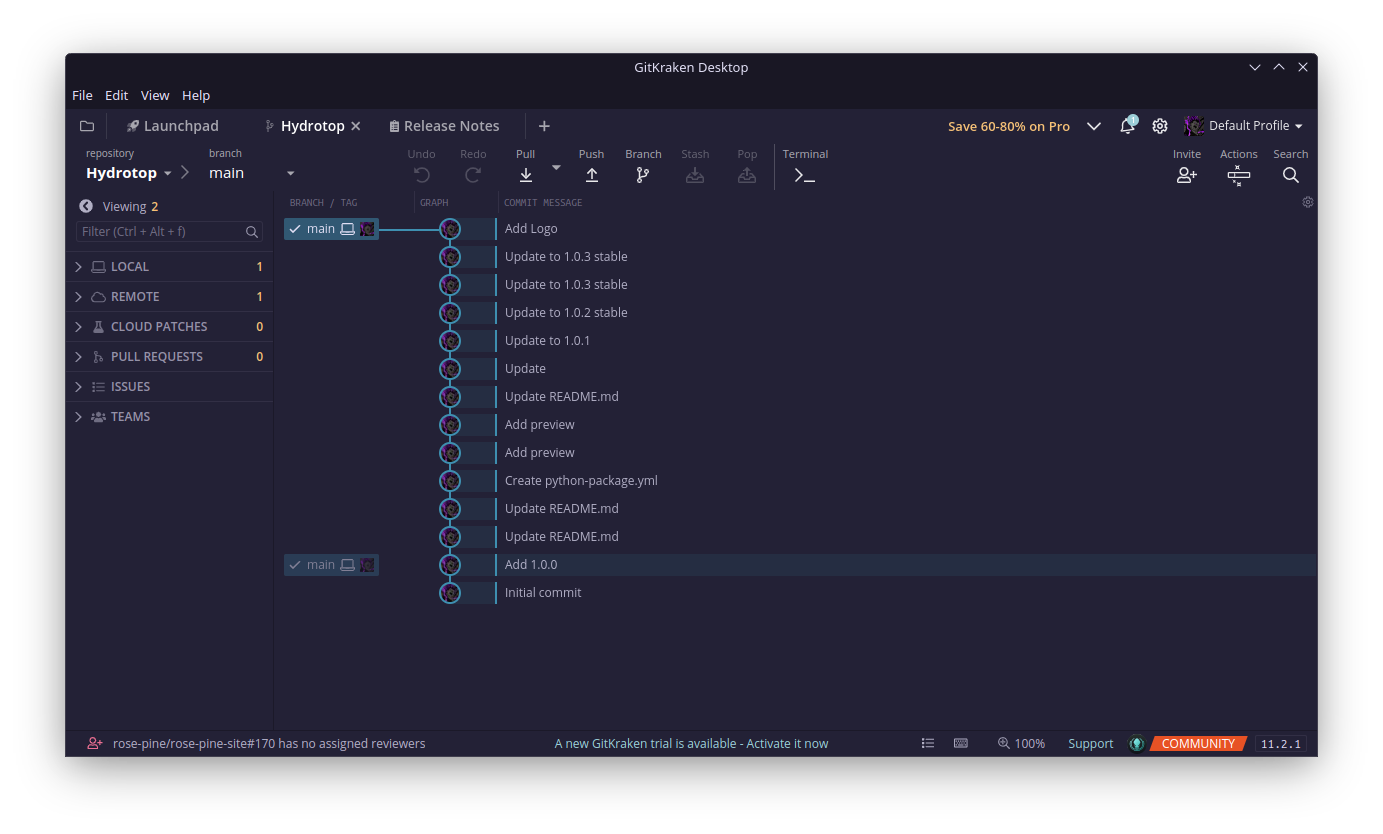 GitKraken Desktop
File Edit View Help
Launchpad Hydrotop Release Notes Save 60-80% on Pro 1 Default Profile
repository branch Undo Redo Pull Push Branch Stash Pop Terminal Invite Actions Search
Hydrotop main
Viewing 2 BRANCH / TAG GRAPH COMMIT MESSAGE
Filter (Ctrl + Alt + f)
main Add Logo
Update to 1.0.3 stable
LOCAL 1
Update to 1.0.3 stable
REMOTE 1
Update to 1.0.2 stable
CLOUD PATCHES 0
Update to 1.0.1
PULL REQUESTS 0
Update
ISSUES
Update README.md
TEAMS
Add preview
Add preview
Create python-package.yml
Update README.md
Update README.md
main Add 1.0.0
Initial commit
rose-pine/rose-pine-site#170 has no assigned reviewers A new GitKraken trial is available - Activate it now 100% Support COMMUNITY 11.2.1